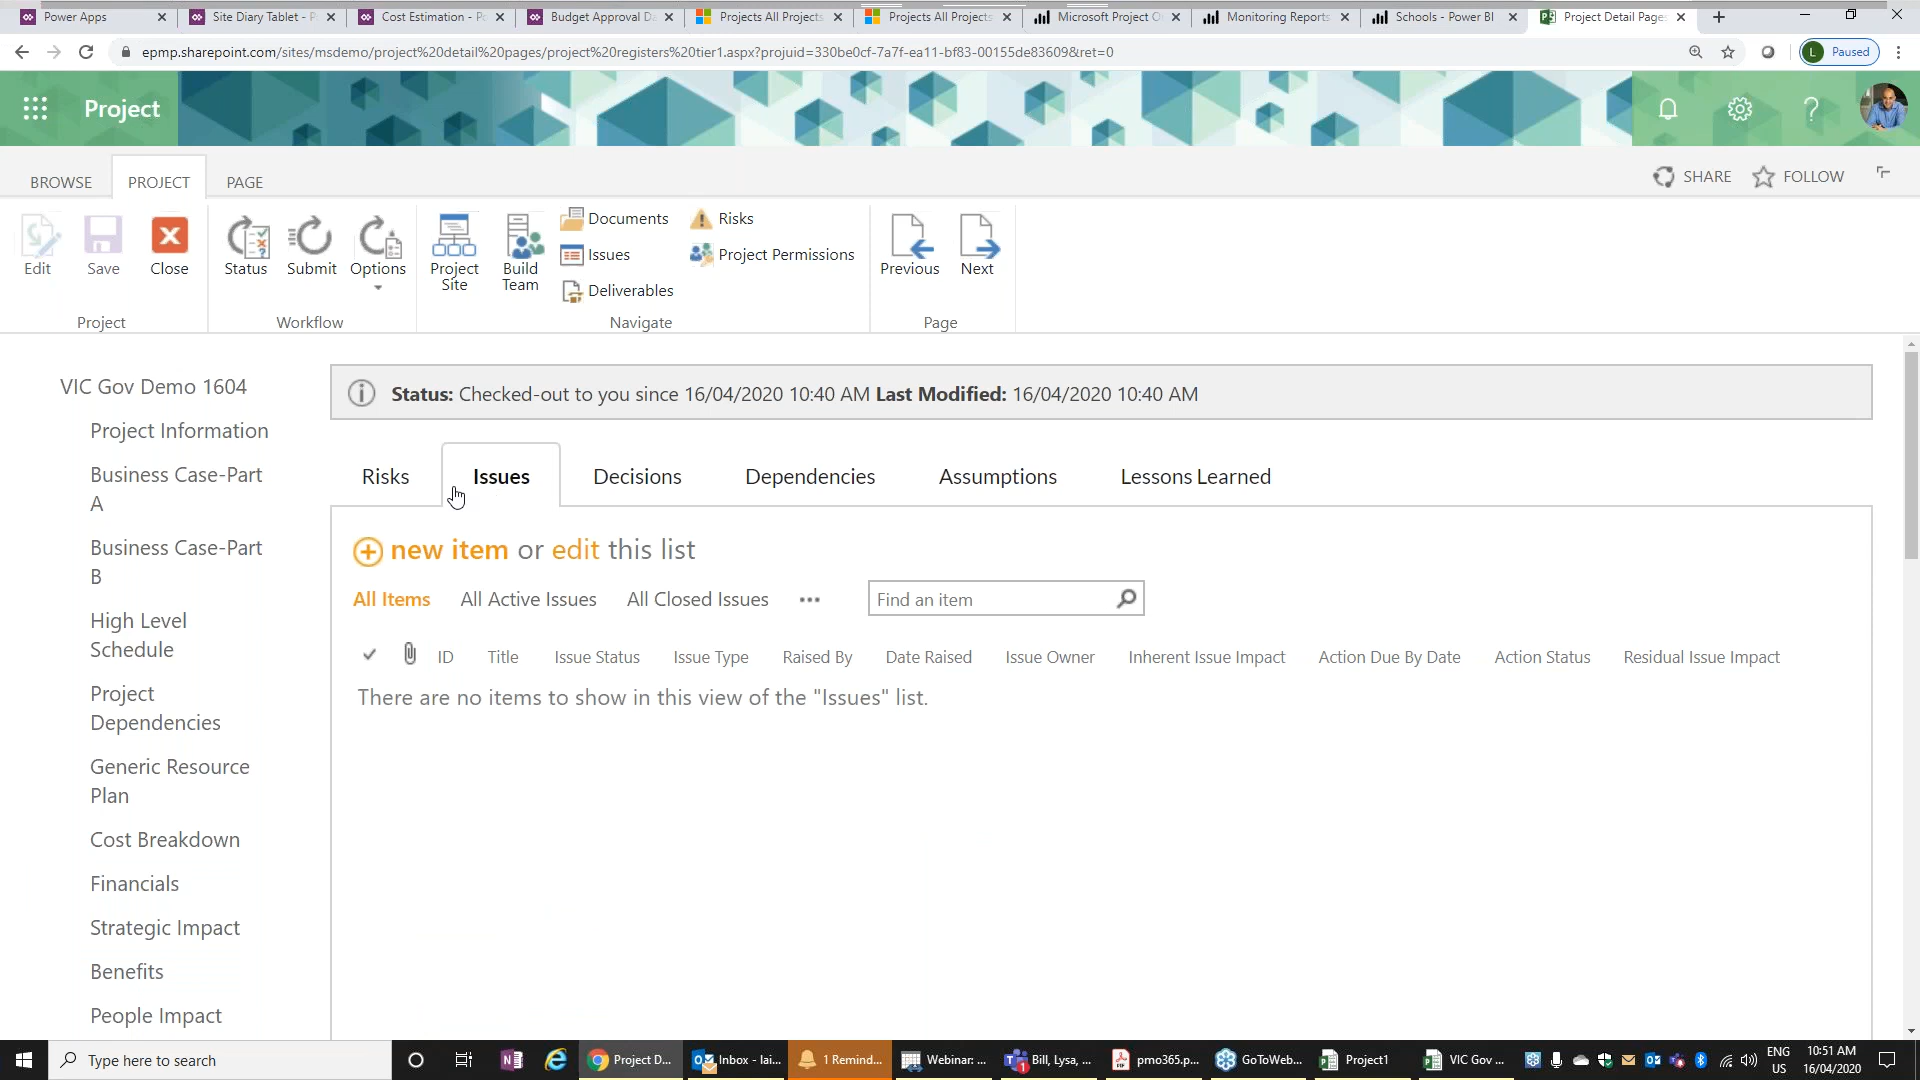 Power Apps
Site Diary Tablet - P
Cost Estimation - P
Budget Approval Da
Projects All Projects
Projects All Projects
Microsoft Project O
Monitoring Reports
Schools - Power BI
Project Detail Page
epmp.sharepoint.com/sites/msdemo/project%20detail%20pages/project%20registers%20tier1.aspx?projuid=330be0cf-7a7f-ea11-bf83-00155de83609&ret=0
L Paused
Project
BROWSE PROJECT PAGE
SHARE FOLLOW
Edit Save Close
Status Submit Options
Project Site
Build Team
Documents
Issues
Deliverables
Risks
Project Permissions
Previous Next
Project Workflow Navigate Page
VIC Gov Demo 1604
Project Information
Business Case-Part
A
Business Case-Part
B
High Level
Schedule
Project
Dependencies
Generic Resource
Plan
Cost Breakdown
Financials
Strategic Impact
Benefits
People Impact
Status: Checked-out to you since 16/04/2020 10:40 AM Last Modified: 16/04/2020 10:40 AM
Risks Issues Decisions Dependencies Assumptions Lessons Learned
new item or edit this list
All Items All Active Issues All Closed Issues ••• Find an item
ID Title Issue Status Issue Type Raised By Date Raised Issue Owner Inherent Issue Impact Action Due By Date Action Status Residual Issue Impact
There are no items to show in this view of the "Issues" list.
Type here to search
Project D...
Inbox - lai...
1 Remind...
Webinar: ...
Bill, Lysa, ...
pmo365.p...
GoToWeb...
Project1
VIC Gov ...
ENG
US
10:51 AM
16/04/2020